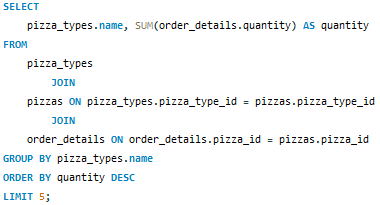 SELECT
pizza_types.name, SUM(order_details.quantity) AS quantity
FROM
pizza_types
JOIN
pizzas ON pizza_types.pizza_type_id = pizzas.pizza_type_id
JOIN
order_details ON order_details.pizza_id = pizzas.pizza_id
GROUP BY pizza_types.name
ORDER BY quantity DESC
LIMIT 5;